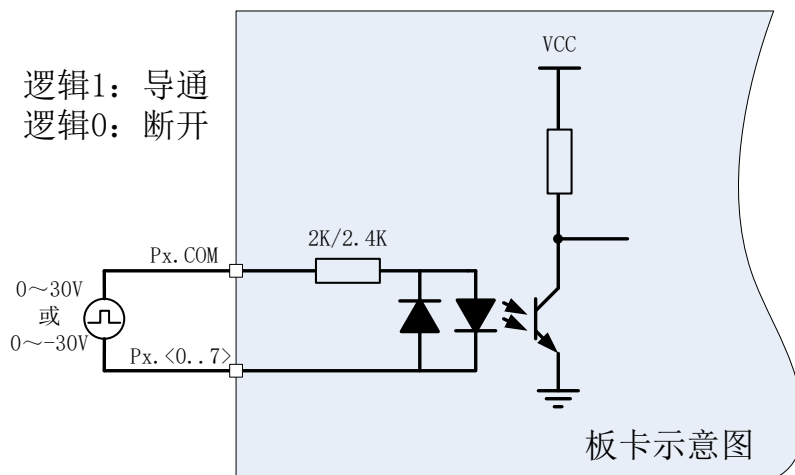 VCC
逻辑1：导通
逻辑0：断开
2K/2.4K
Px.COM
0～30V
或
0～-30V
Px.<0..7>
板卡示意图